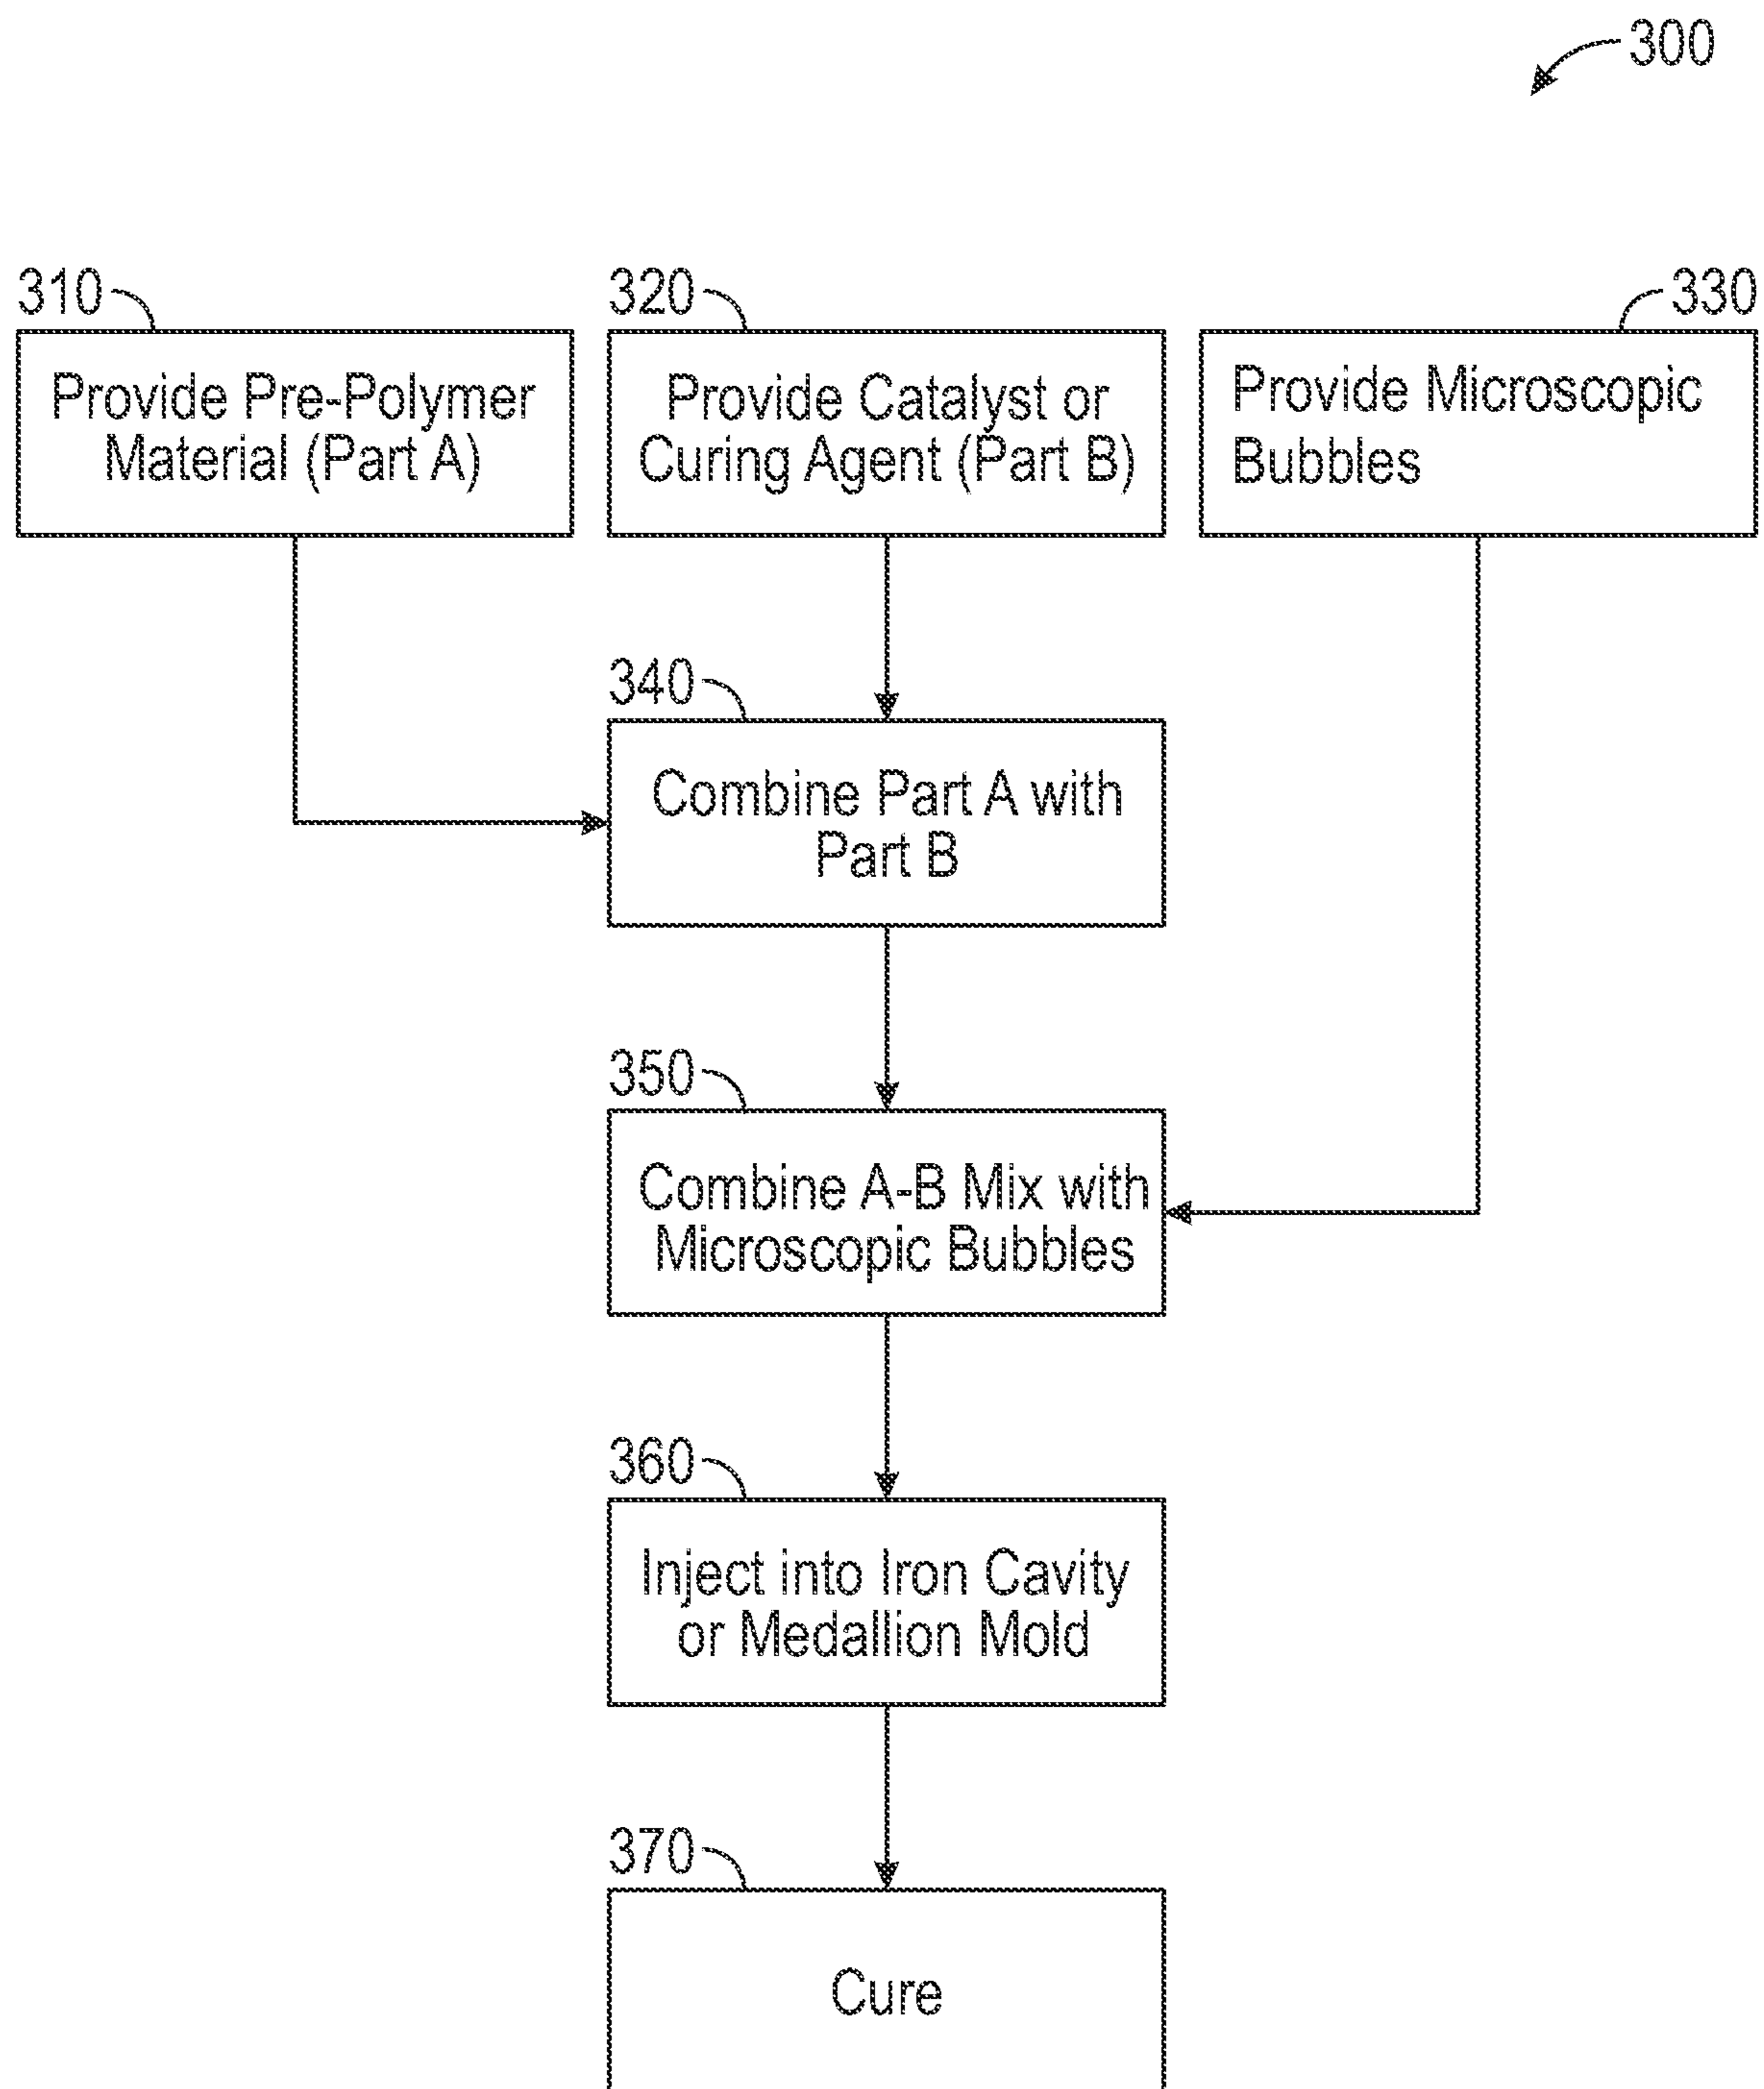 300
310
Provide Pre-Polymer
Material (Part A)
320
Provide Catalyst or
Curing Agent (Part B)
330
Provide Microscopic
Bubbles
340
Combine Part A with
Part B
350
Combine A-B Mix with
Microscopic Bubbles
360
Inject into Iron Cavity
or Medallion Mold
370
Cure